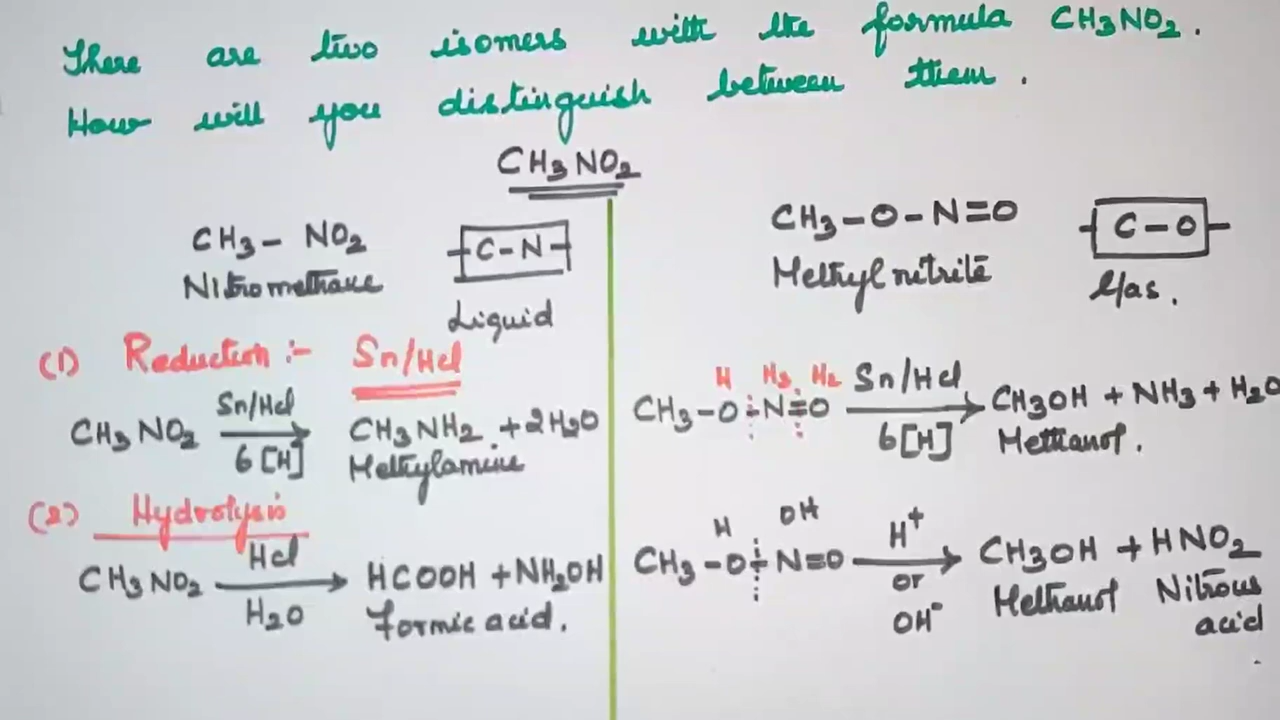 There are two isomers with the formula CH3NO2.
How will you distinguish between them.
CH3NO2
CH3 – NO2
Nitromethane
C–N
Liquid
CH3–O–N=O
Methyl nitrite
C–O
Gas.
(1) Reduction :- Sn/Hcl
CH3NO2 Sn/Hcl 6[H] → CH3NH2 + 2H2O
Methylamine
H H3 H2
CH3–O–N=O Sn/Hcl 6[H] → CH3OH + NH3 + H2O
Methanol.
(2) Hydrolysis
CH3NO2 Hcl H2O → HCOOH + NH2OH
Formic acid.
H OH
CH3–O–N=O H+ or OH- → CH3OH + HNO2
Methanol Nitrous
acid